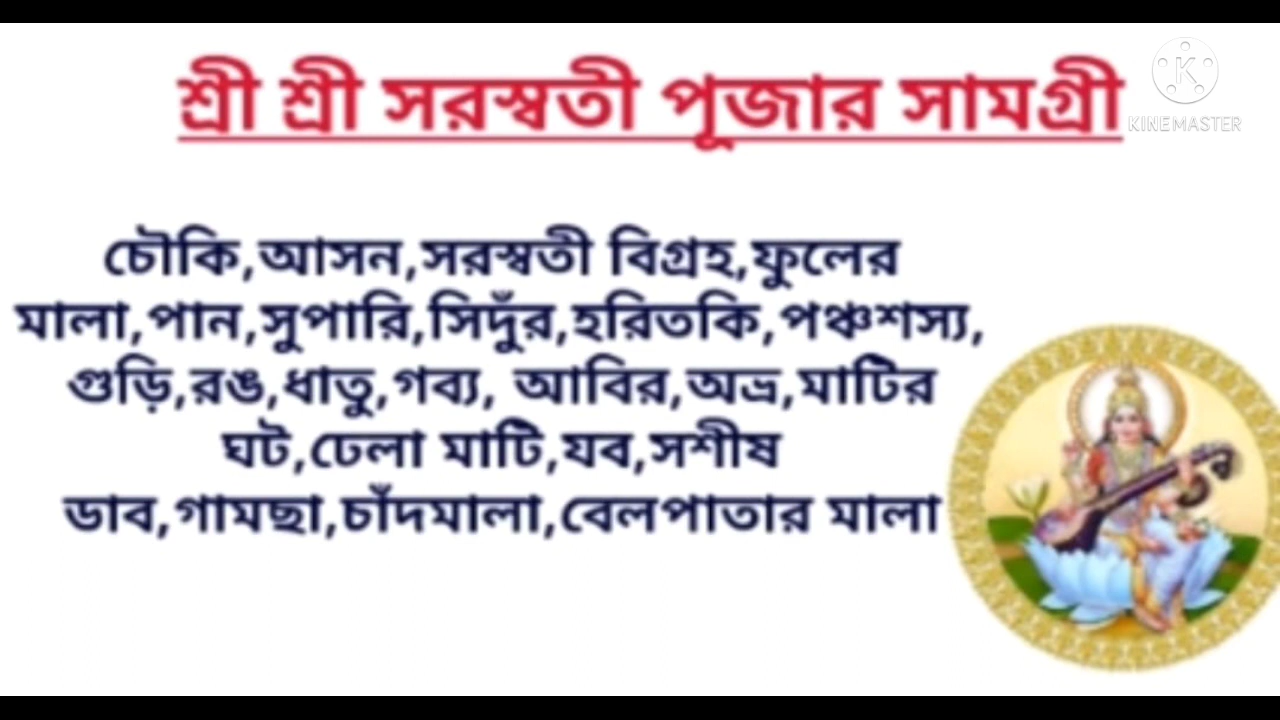 শ্রী শ্রী সরস্বতী পূজার সামগ্রী
KINEMASTER
চৌকি,আসন,সরস্বতী বিগ্রহ,ফুলের
মালা,পান,সুপারি,সিদুঁর,হরিতকি,পঞ্চশস্য,
গুড়ি,রঙ,ধাতু,গব্য, আবির,অভ্র,মাটির
ঘট,ঢেলা মাটি,যব,সশীষ
ডাব,গামছা,চাঁদমালা,বেলপাতার মালা